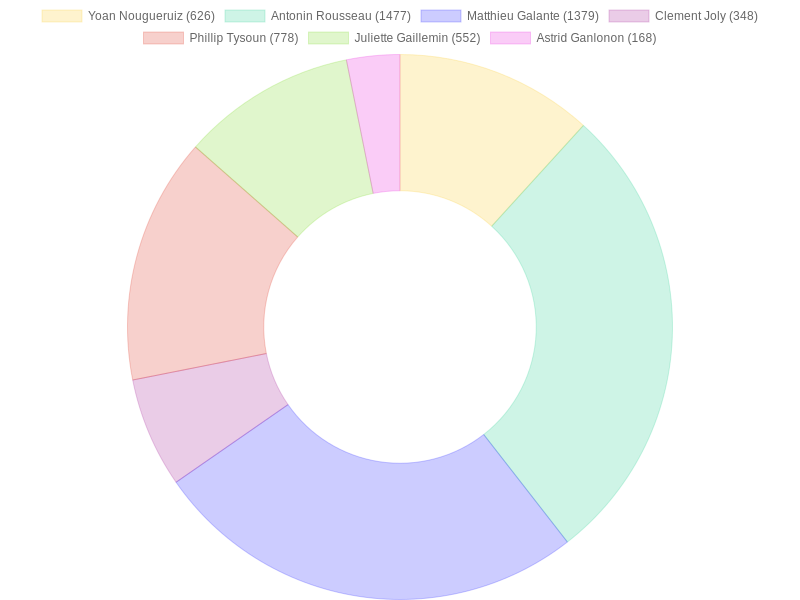 Yoan Nougueruiz (626) Antonin Rousseau (1477) Matthieu Galante (1379) Clement Joly (348)
Phillip Tysoun (778) Juliette Gaillemin (552) Astrid Ganlonon (168)